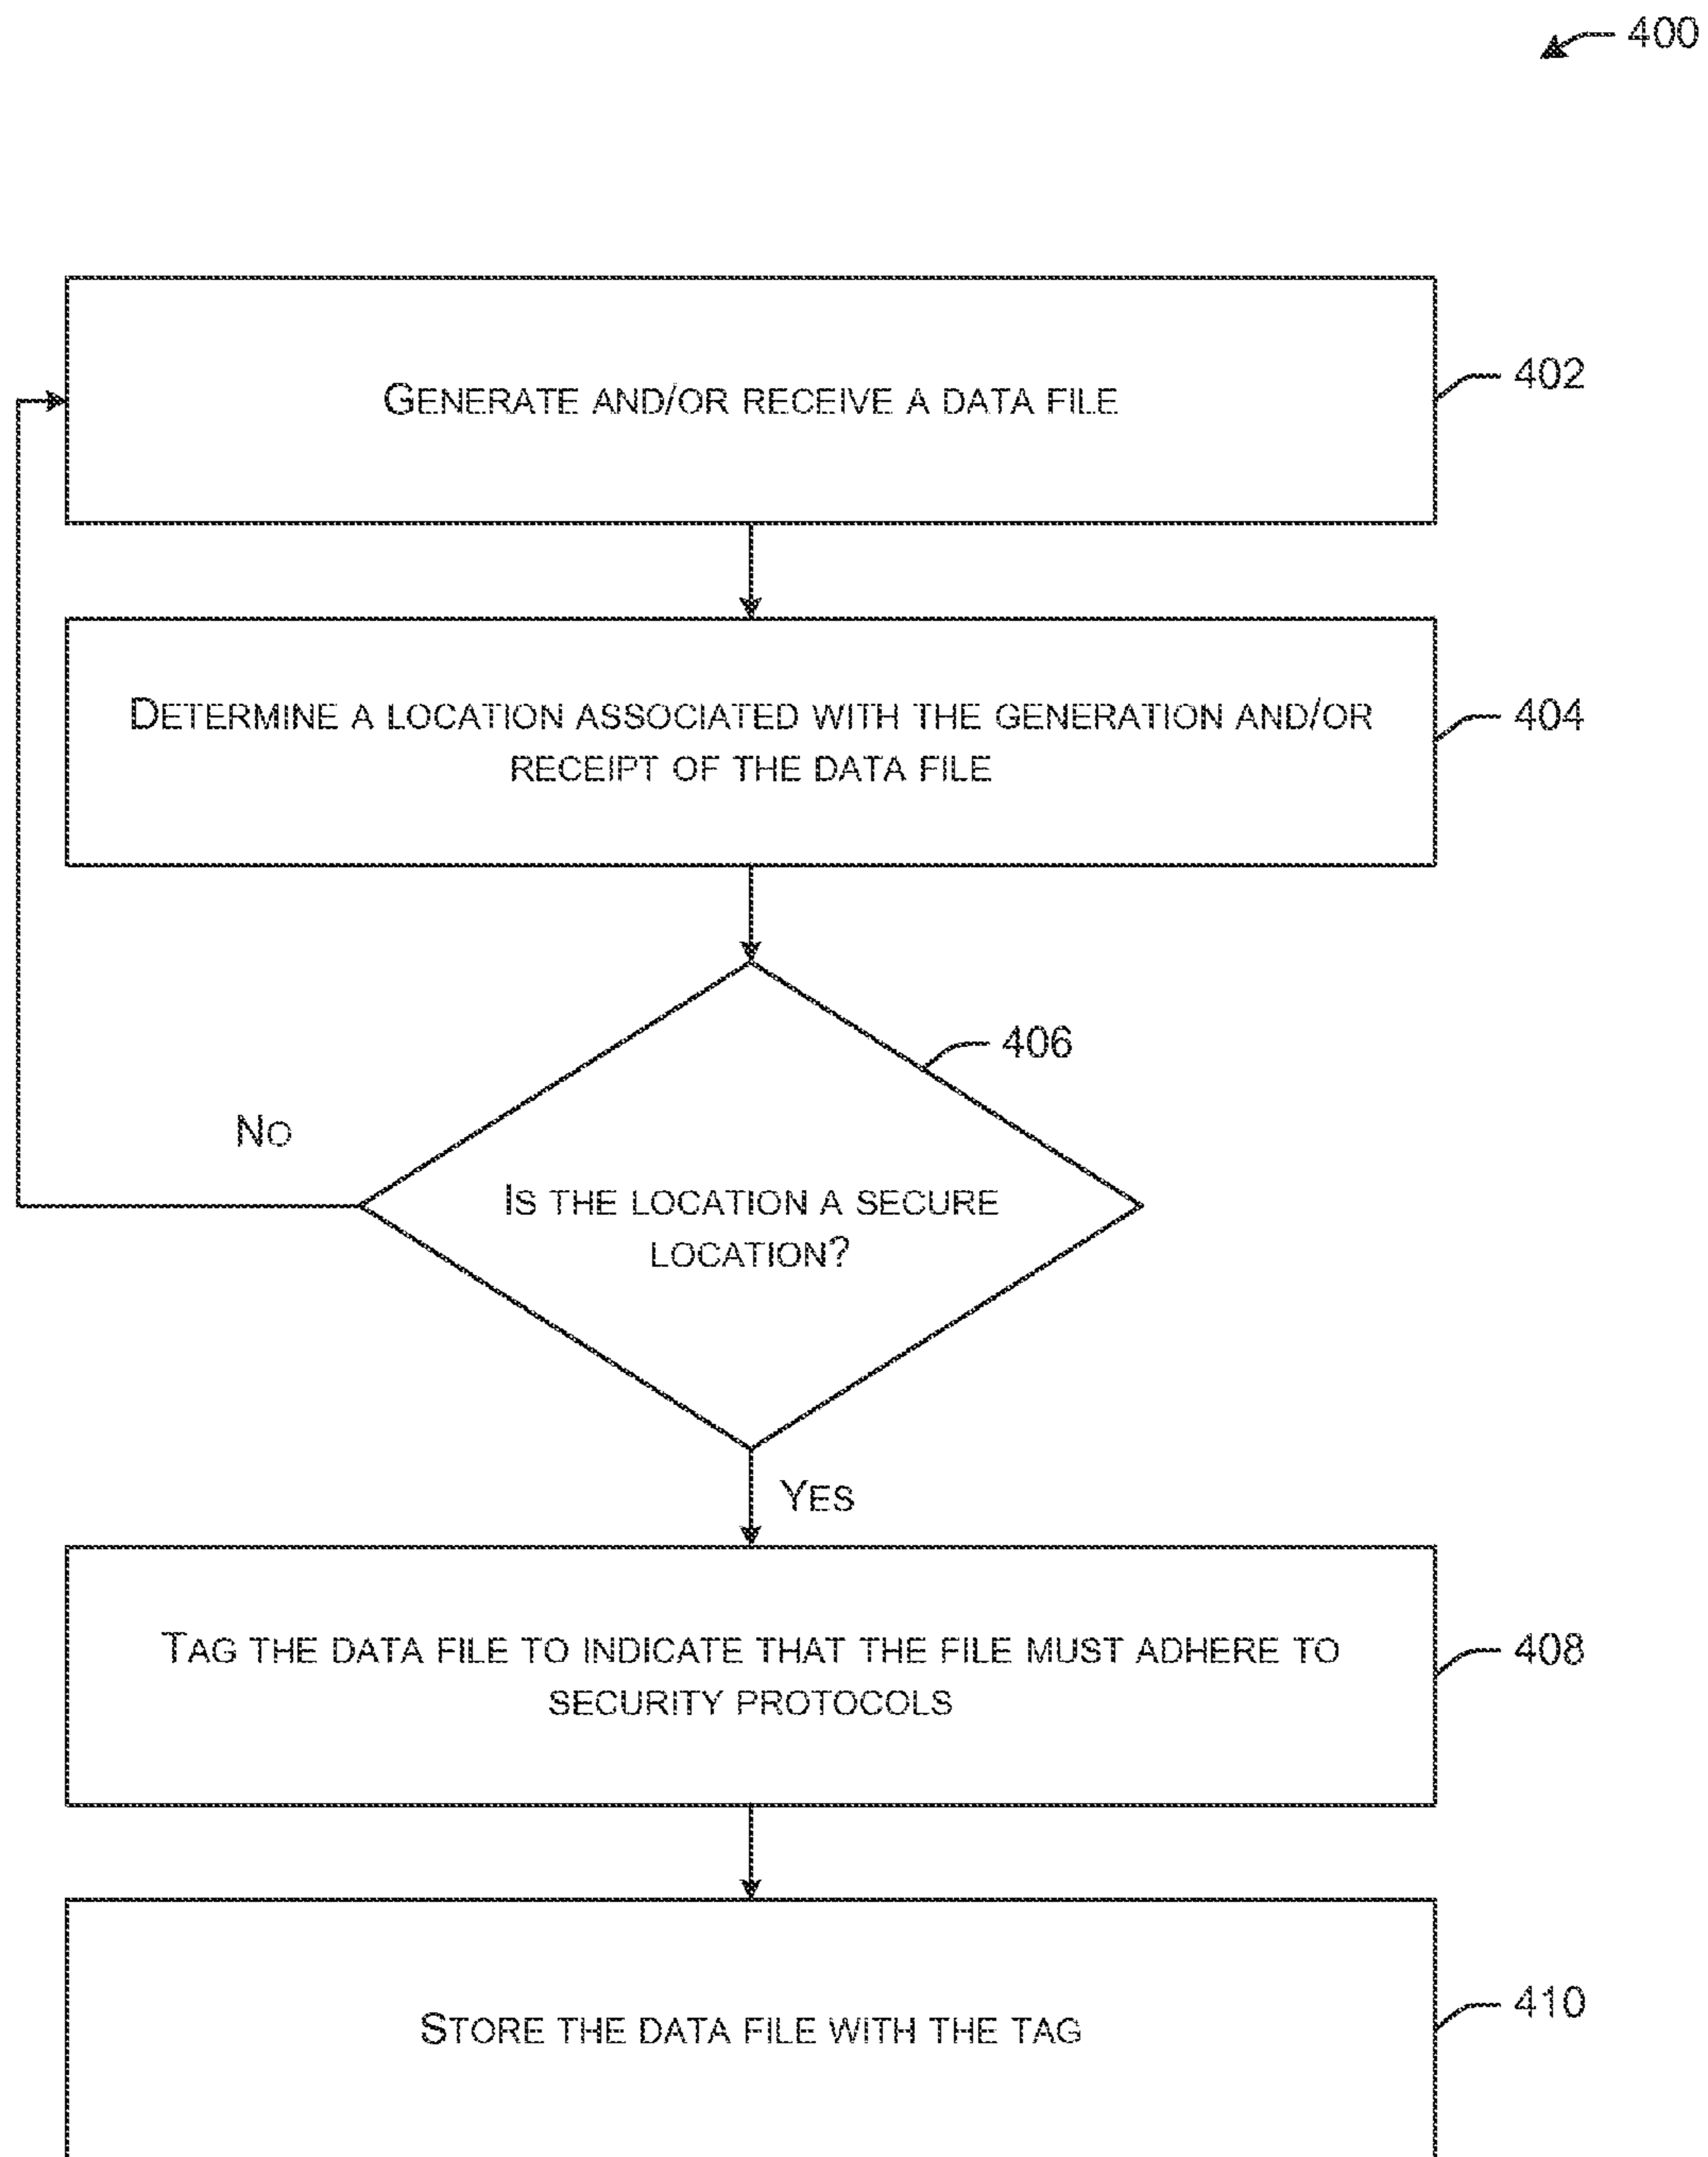 400
GENERATE AND/OR RECEIVE A DATA FILE
402
DETERMINE A LOCATION ASSOCIATED WITH THE GENERATION AND/OR
RECEIPT OF THE DATA FILE
404
406
NO
IS THE LOCATION A SECURE
LOCATION?
YES
TAG THE DATA FILE TO INDICATE THAT THE FILE MUST ADHERE TO
SECURITY PROTOCOLS
408
STORE THE DATA FILE WITH THE TAG
410